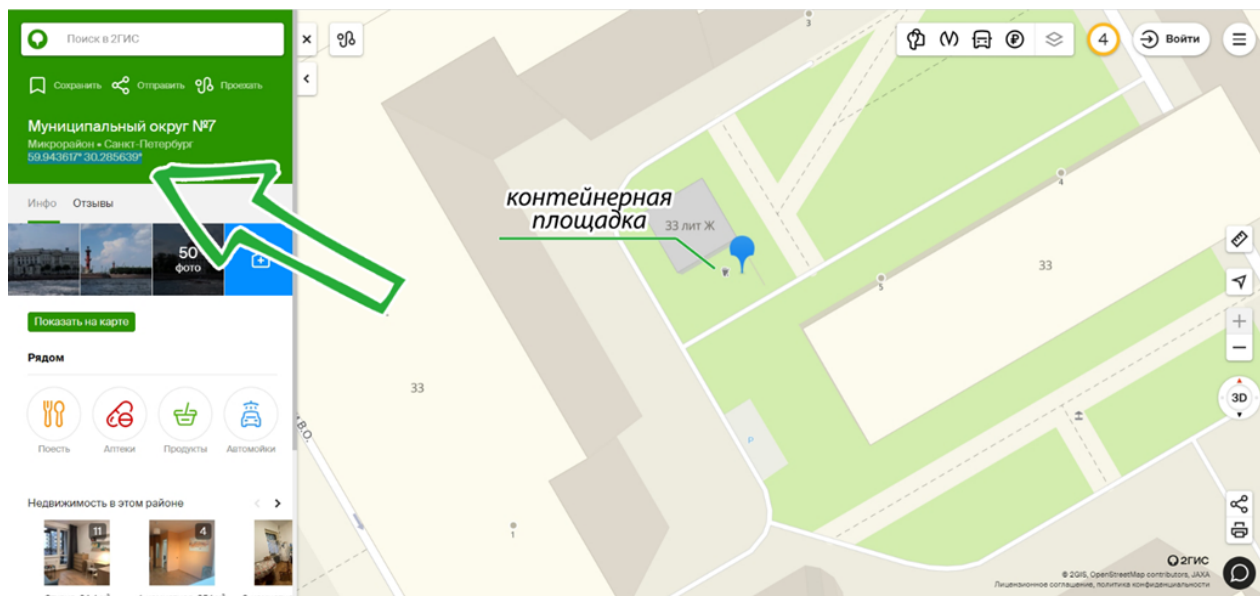 Поиск в 2ГИС
Сохранить
Отправить
Проехать
Муниципальный округ №7
Микрорайон • Санкт-Петербург
59.943617° 30.285639°
Инфо
Отзывы
50
фото
Показать на карте
Рядом
Поесть
Аптеки
Продукты
Автомойки
Недвижимость в этом районе
11
4
3
4
Войти
контейнерная
площадка
33 лит Ж
4
5
33
33
P
1
В.О.
3D
2ГИС
© 2GIS, OpenStreetMap contributors, JAXA
Лицензионное соглашение, политика конфиденциальности